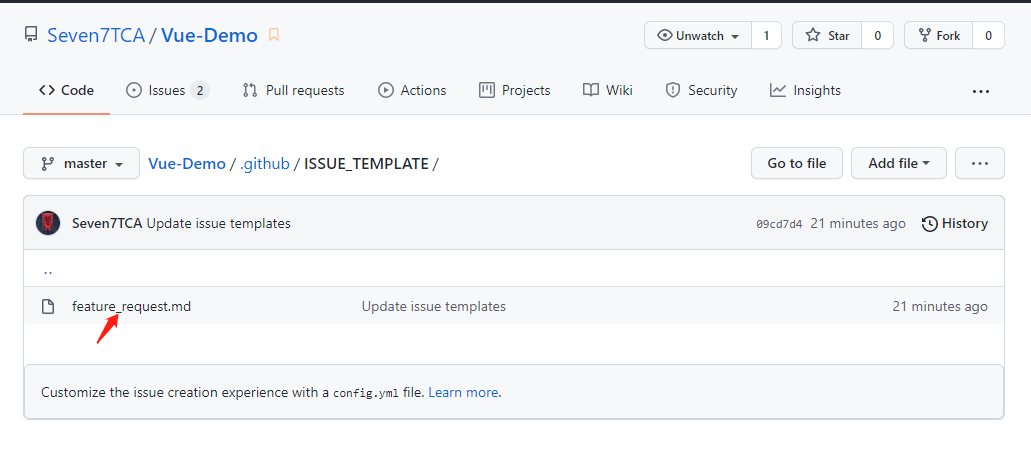 Seven7TCA / Vue-Demo
Unwatch 1 Star 0 Fork 0
Code Issues 2 Pull requests Actions Projects Wiki Security Insights ...
master Vue-Demo / .github / ISSUE_TEMPLATE / Go to file Add file ...
Seven7TCA Update issue templates 09cd7d4 21 minutes ago History
..
feature_request.md Update issue templates 21 minutes ago
Customize the issue creation experience with a config.yml file. Learn more.